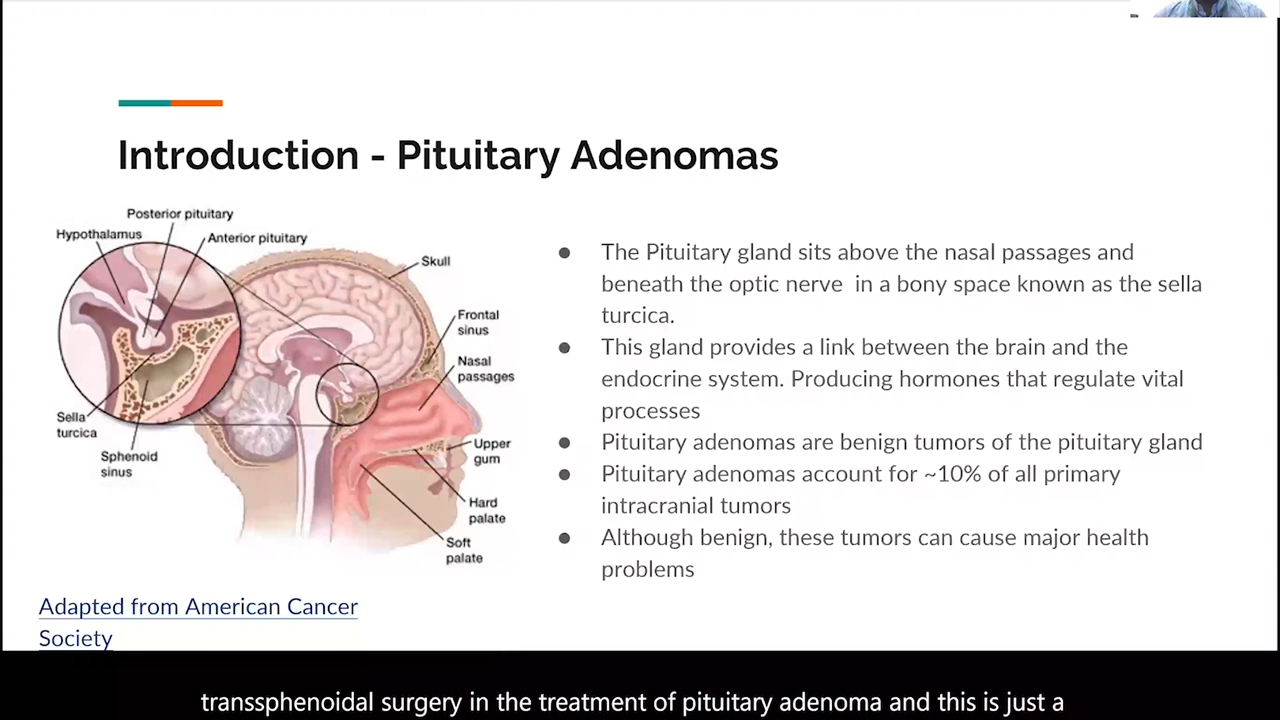 Introduction - Pituitary Adenomas
Posterior pituitary
Hypothalamus
Anterior pituitary
Skull
Frontal
sinus
Nasal
passages
Sella
turcica
Sphenoid
sinus
Upper
gum
Hard
palate
Soft
palate
● The Pituitary gland sits above the nasal passages and
beneath the optic nerve in a bony space known as the sella
turcica.
● This gland provides a link between the brain and the
endocrine system. Producing hormones that regulate vital
processes
● Pituitary adenomas are benign tumors of the pituitary gland
● Pituitary adenomas account for ~10% of all primary
intracranial tumors
● Although benign, these tumors can cause major health
problems
Adapted from American Cancer
Society
transsphenoidal surgery in the treatment of pituitary adenoma and this is just a